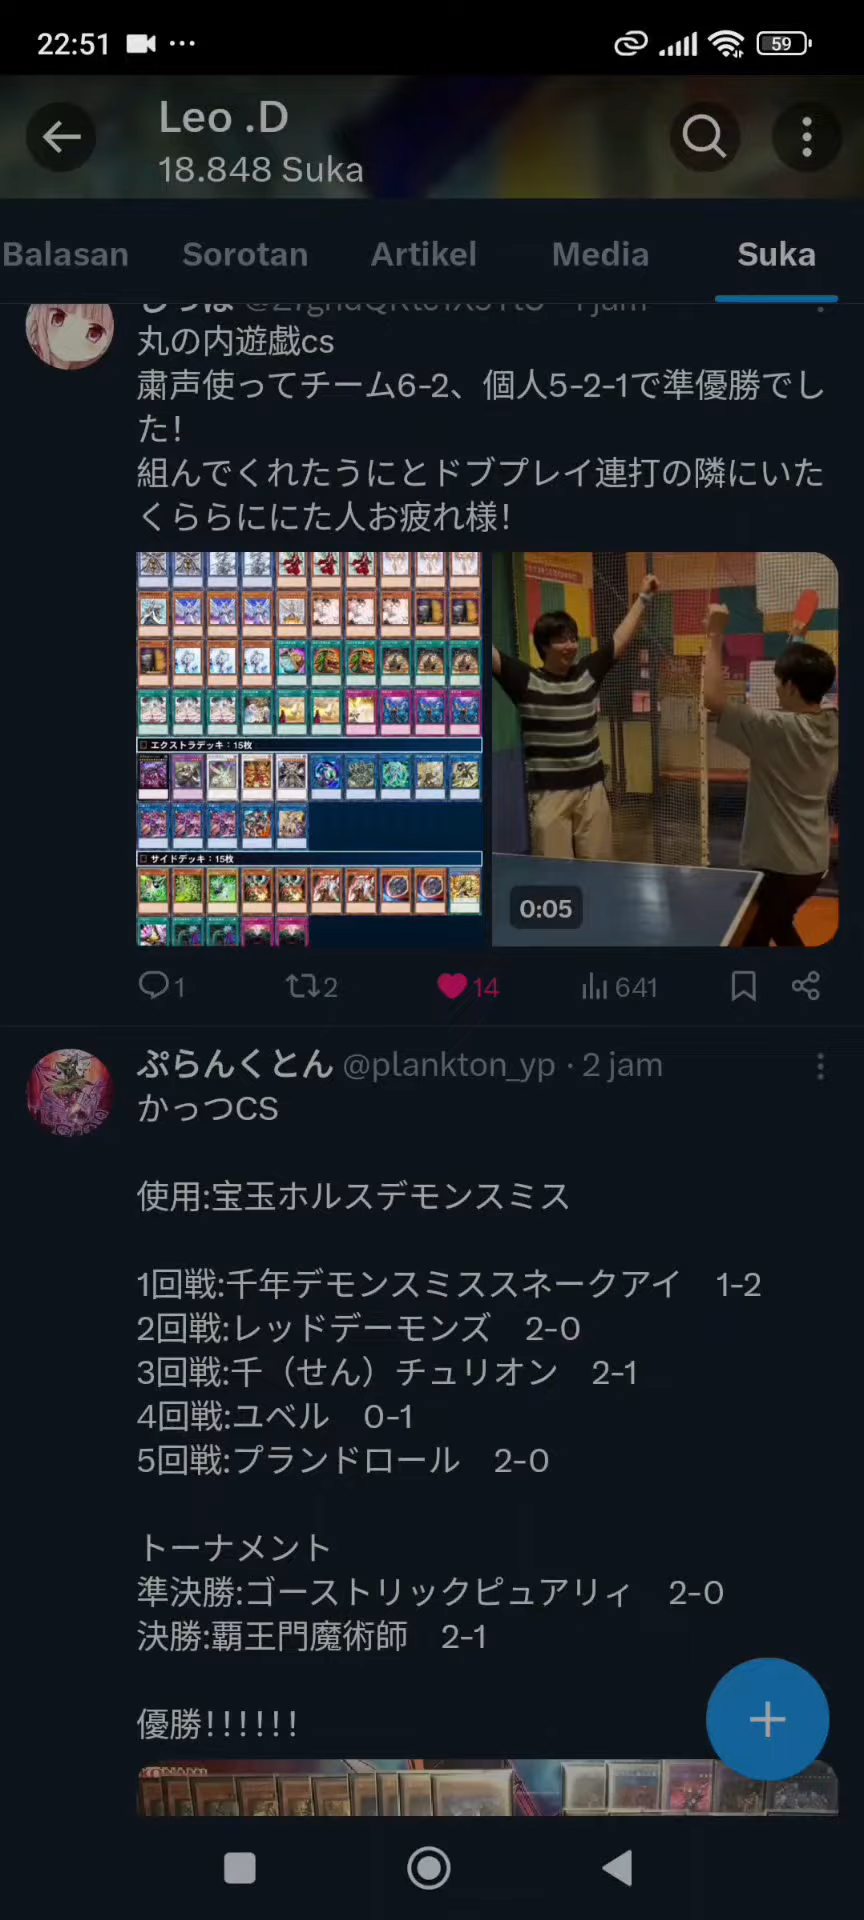 22:51
59
Leo .D
18.848 Suka
Balasan Sorotan Artikel Media Suka
丸の内遊戯cs
粛声使ってチーム6-2、個人5-2-1で準優勝でし
た!
組んでくれたうにとドブプレイ連打の隣にいた
くららににた人お疲れ様!
エクストラデッキ:15枚
サイドデッキ:15枚
0:05
1 2 14 641
ぷらんくとん @plankton_yp · 2 jam
かっつCS
使用:宝玉ホルスデモンスミス
1回戦:千年デモンスミススネークアイ 1-2
2回戦:レッドデーモンズ 2-0
3回戦:千（せん）チュリオン 2-1
4回戦:ユベル 0-1
5回戦:プランドロール 2-0
トーナメント
準決勝:ゴーストリックピュアリィ 2-0
決勝:覇王門魔術師 2-1
優勝!!!!!!